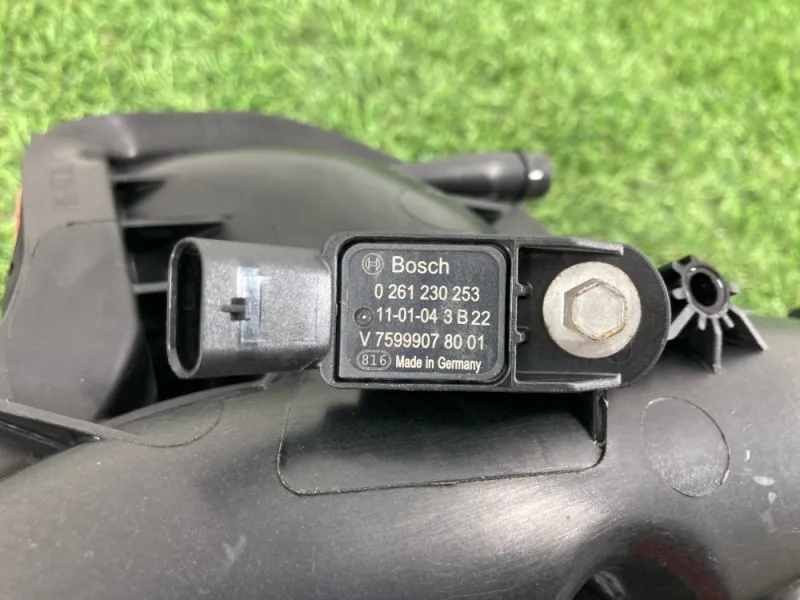 Bosch
0 261 230 253
11-01-04 3 B 22
V 7599907 80 01
816 Made in Germany